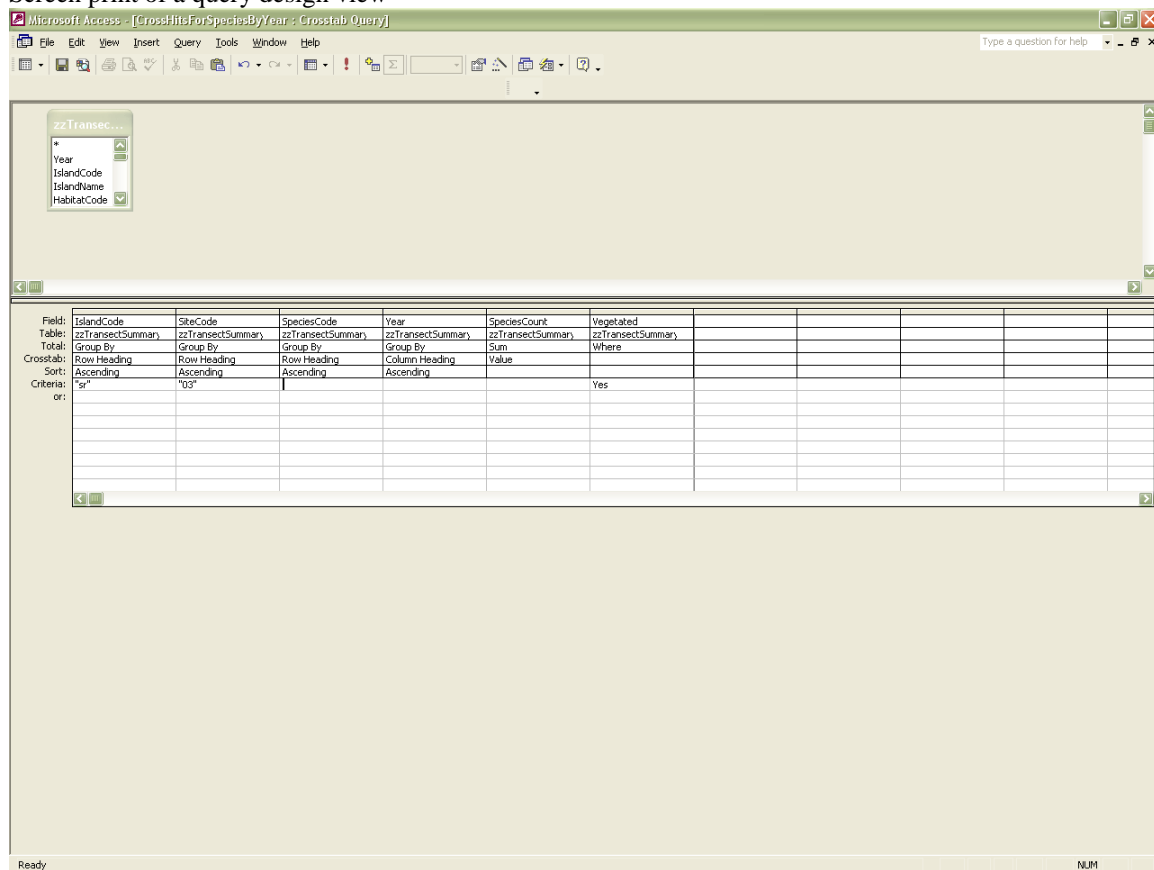 Screen print of a query design view
Microsoft Access - [CrossHitsForSpeciesByYear : Crosstab Query]
File Edit View Insert Query Tools Window Help Type a question for help
zzTransec...
*
Year
IslandCode
IslandName
HabitatCode
Field: IslandCode SiteCode SpeciesCode Year SpeciesCount Vegetated
Table: zzTransectSummary zzTransectSummary zzTransectSummary zzTransectSummary zzTransectSummary zzTransectSummary
Total: Group By Group By Group By Group By Sum Where
Crosstab: Row Heading Row Heading Row Heading Column Heading Value
Sort: Ascending Ascending Ascending Ascending
Criteria: "sr" "03" Yes
or:
Ready NUM